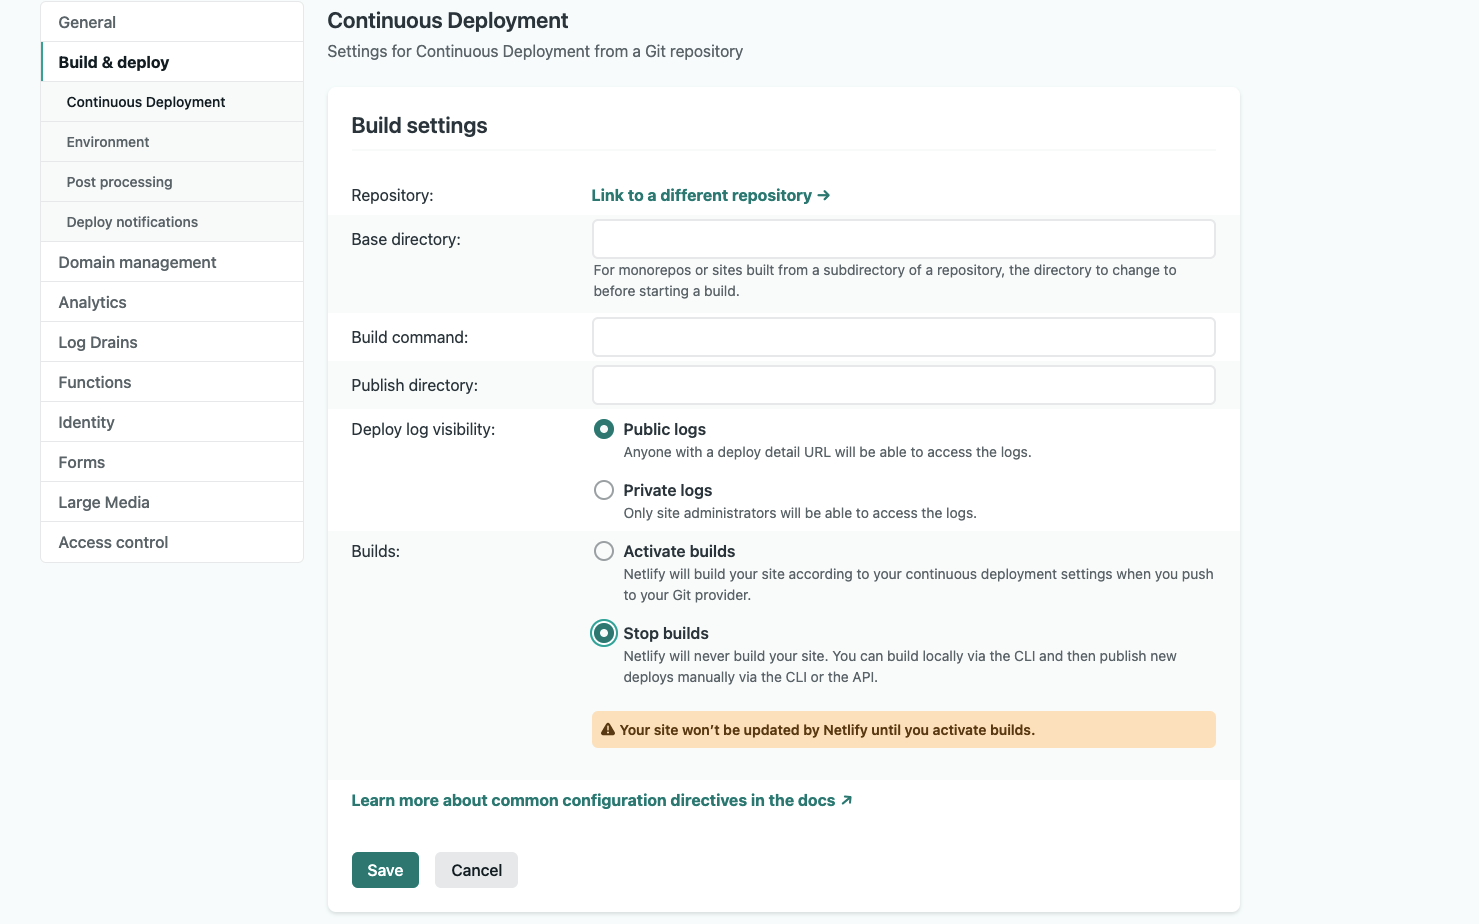 General
Build & deploy
Continuous Deployment
Environment
Post processing
Deploy notifications
Domain management
Analytics
Log Drains
Functions
Identity
Forms
Large Media
Access control
Continuous Deployment
Settings for Continuous Deployment from a Git repository
Build settings
Repository:
Link to a different repository →
Base directory:
For monorepos or sites built from a subdirectory of a repository, the directory to change to
before starting a build.
Build command:
Publish directory:
Deploy log visibility:
Public logs
Anyone with a deploy detail URL will be able to access the logs.
Private logs
Only site administrators will be able to access the logs.
Builds:
Activate builds
Netlify will build your site according to your continuous deployment settings when you push
to your Git provider.
Stop builds
Netlify will never build your site. You can build locally via the CLI and then publish new
deploys manually via the CLI or the API.
Your site won’t be updated by Netlify until you activate builds.
Learn more about common configuration directives in the docs ↗
Save
Cancel